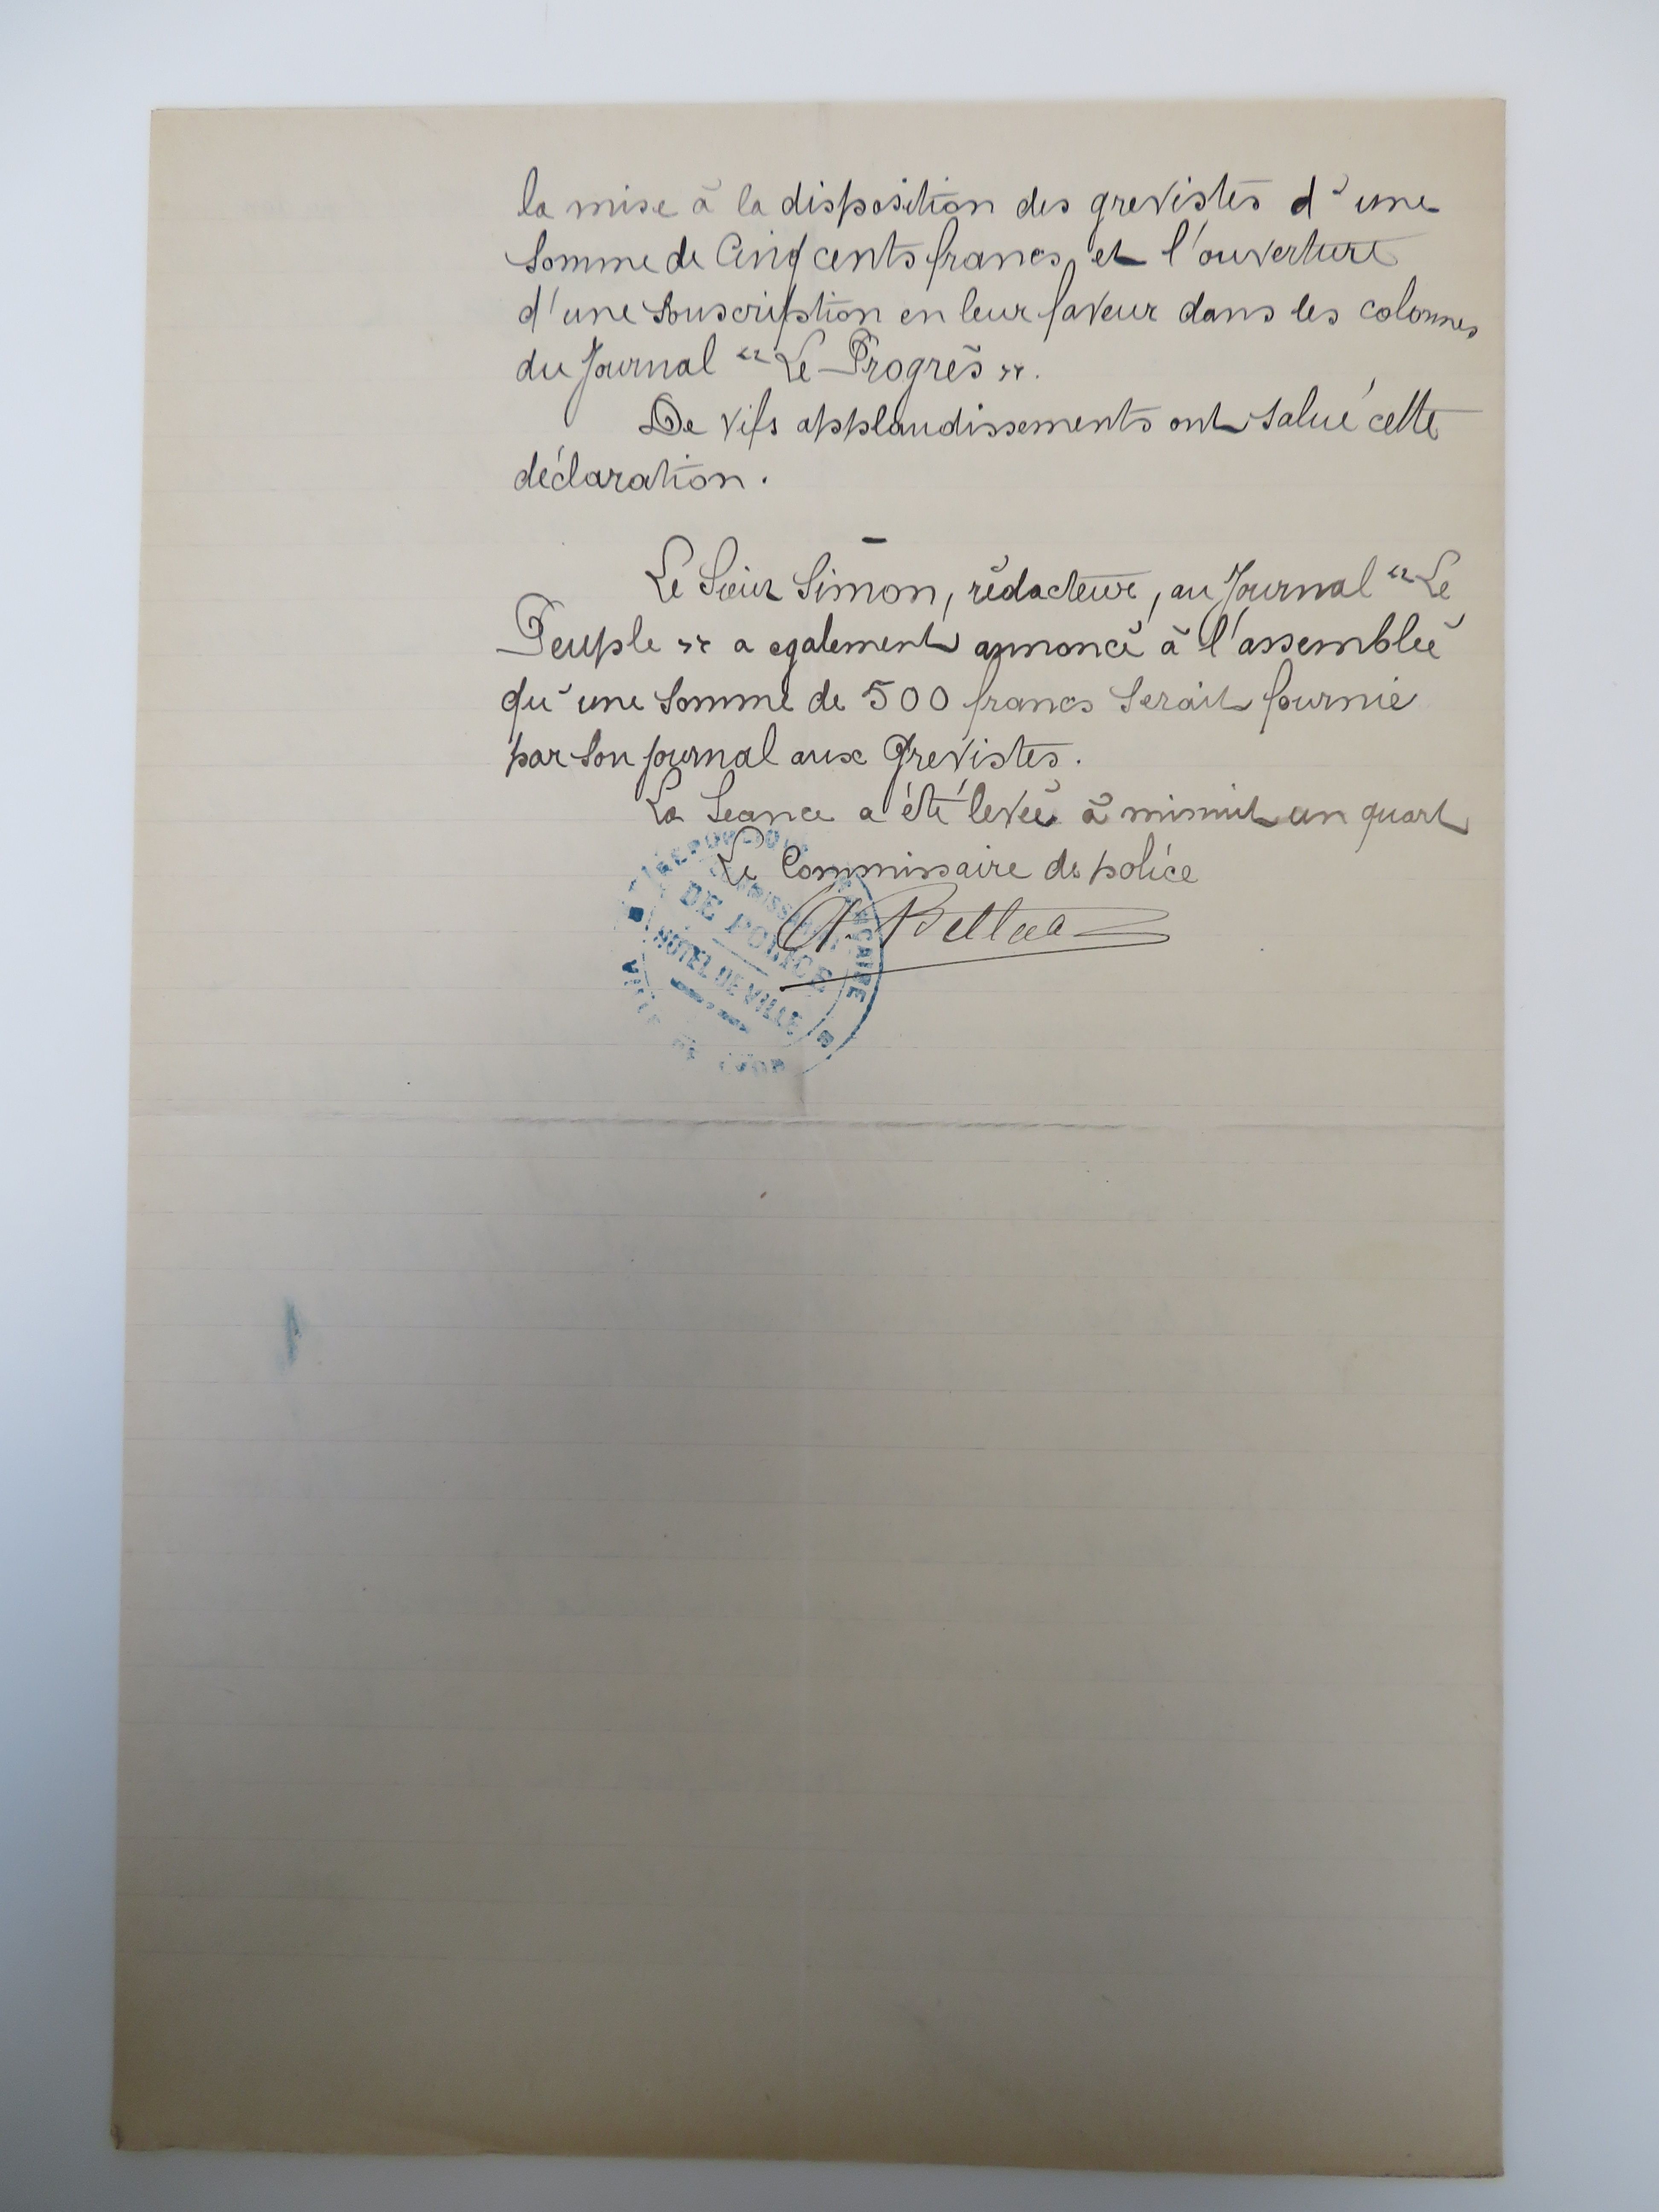 la mise à la disposition des grevistes d'une
somme de Cinq cents francs, et l'ouverture
d'une souscription en leur faveur dans les colonnes
du Journal "Le Progrès".
De vifs applaudissements ont salué cette
déclaration.
Le Sieur Simon, rédacteur, au Journal "Le
Peuple" a egalement annoncé à l'assemblée
qu'une somme de 500 francs serait fournie
par son journal aux Grevistes.
La Seance a été levée à minuit un quart
Le Commissaire de police
REPUBLIQUE FRANÇAISE
COMMISSARIAT
DE POLICE
HOTEL DE VILLE
VILLE DE LYON